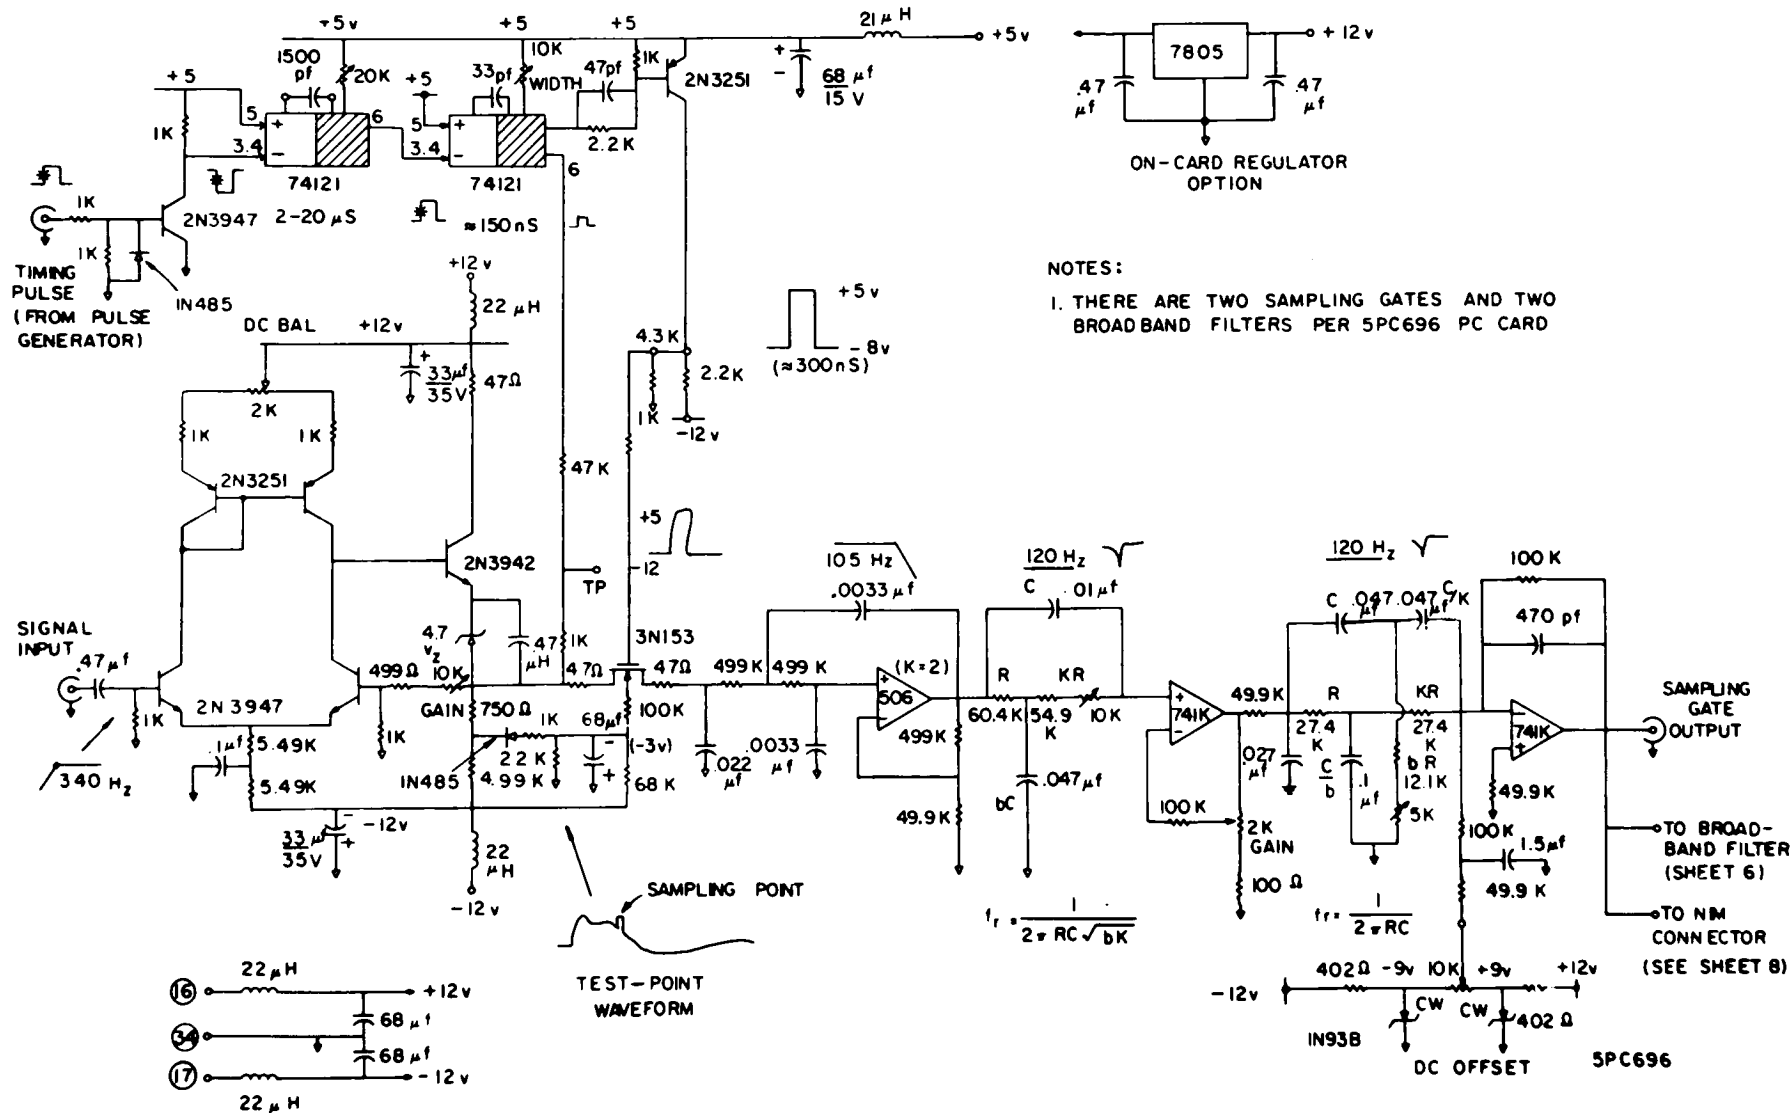 +5v
+5
+5
21 μH
+5v
+12v
7805
.47 μf
.47 μf
ON-CARD REGULATOR
OPTION
1500 pf
20K
33pf
10K
WIDTH
47pf
1K
2N3251
68 μf
15 V
+
-
+5
1K
5
+
3.4
-
6
74121
+5
5
+
3.4
-
6
74121
2.2K
2N3947
2-20 μS
≈150nS
1K
1K
IN485
TIMING
PULSE
(FROM PULSE
GENERATOR)
NOTES:
1. THERE ARE TWO SAMPLING GATES AND TWO
BROADBAND FILTERS PER 5PC696 PC CARD
+12v
22 μH
DC BAL
+12v
2K
+
33 μf
35V
47Ω
1K
1K
2N3251
47K
4.3K
1K
2.2K
-12v
+5v
-8v
(≈300nS)
2N3942
TP
+5
-12
3N153
SIGNAL
INPUT
.47μf
1K
2N 3947
340 Hz
.1μf
5.49K
5.49K
499Ω
10K
GAIN
1K
4.7
Vz
.47
μH
1K
47Ω
47Ω
750Ω
1K
68μf
-
+
100K
(-3v)
IN485
2.2K
4.99K
68K
-
33 μf
35V
+
-12v
22
μH
-12v
SAMPLING POINT
TEST-POINT
WAVEFORM
105 Hz
.0033μf
499K
499K
.022
μf
.0033
μf
(K=2)
+
506
-
499K
49.9K
120 Hz
C
.01μf
R
60.4K
KR
54.9
K
10K
bC
.047μf
fr = 1 / 2πRC√bK
+
741K
-
100K
2K
GAIN
100 Ω
49.9K
120 Hz
C
.047
μf
.047
μf
C/K
.027
μf
R
27.4
K
KR
27.4
K
C
b
.1
μf
bR
12.1K
5K
fr = 1 / 2πRC
100K
470 pf
-
741K
+
49.9K
SAMPLING
GATE
OUTPUT
100K
1.5μf
49.9K
TO BROAD-
BAND FILTER
(SHEET 6)
TO NIM
CONNECTOR
(SEE SHEET 8)
-12v
402Ω
-9v
10K
+9v
+12v
CW
CW
402Ω
IN938
DC OFFSET
5PC696
16
22 μH
+12v
68 μf
34
68 μf
17
-12v
22 μH